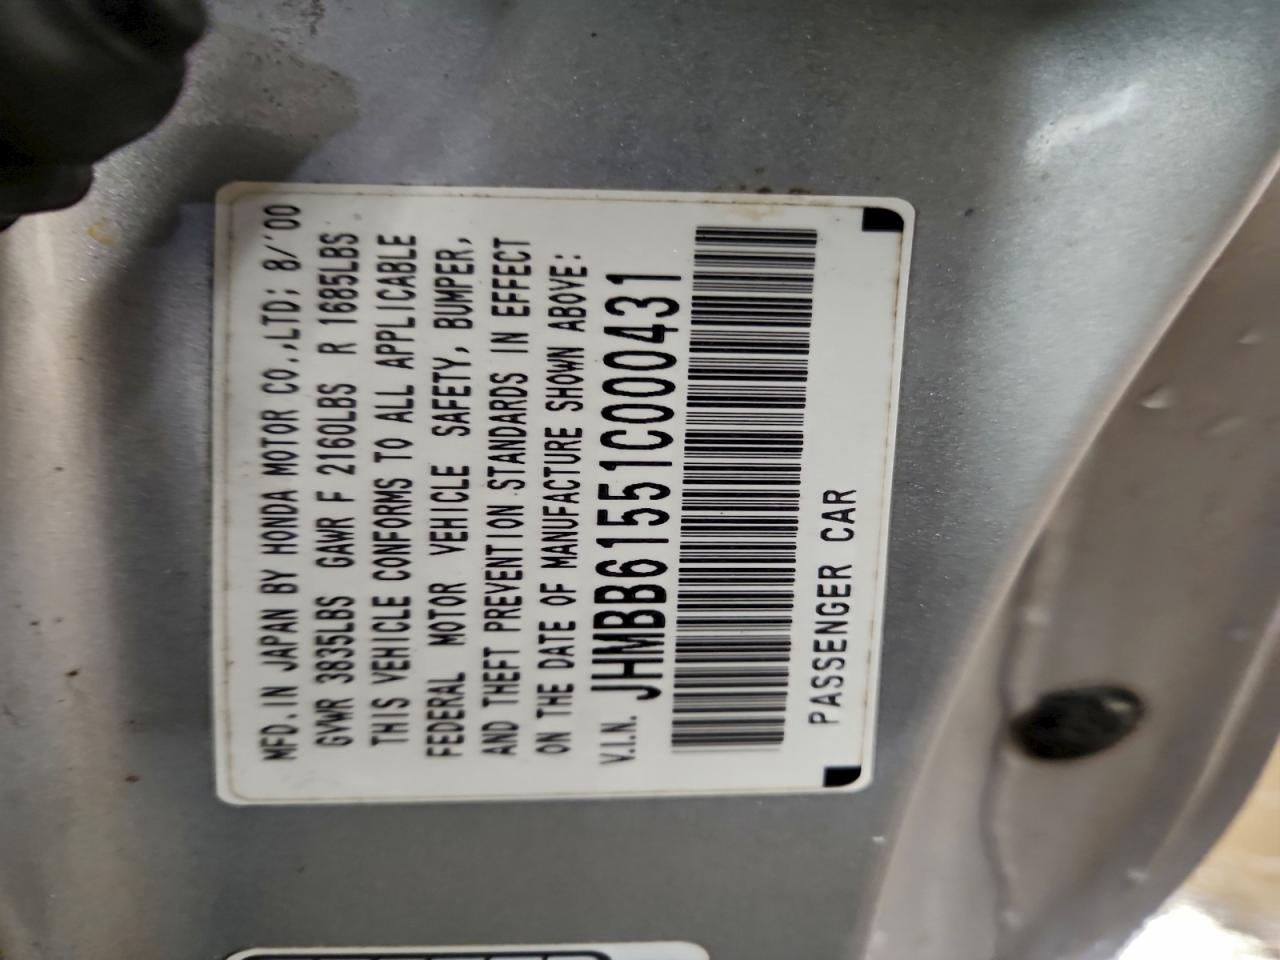 MFD. IN JAPAN BY HONDA MOTOR CO.,LTD; 8/'00
GVWR 3835LBS GAWR F 2160LBS R 1685LBS
THIS VEHICLE CONFORMS TO ALL APPLICABLE
FEDERAL MOTOR VEHICLE SAFETY, BUMPER,
AND THEFT PREVENTION STANDARDS IN EFFECT
ON THE DATE OF MANUFACTURE SHOWN ABOVE:
V.I.N. JHMBB61551C000431
PASSENGER CAR